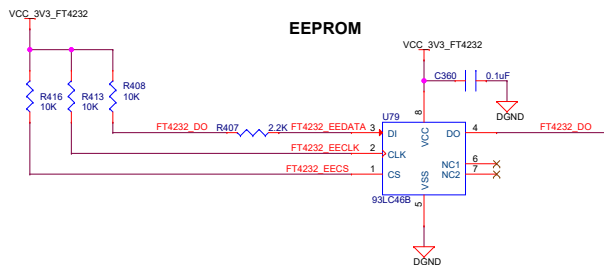 VCC_3V3_FT4232
EEPROM
VCC_3V3_FT4232
R416
10K
R413
10K
R408
10K
C360
0.1uF
DGND
U79
8
VCC
FT4232_DO
R407
2.2K
FT4232_EEDATA
3
DI
DO
4
FT4232_DO
FT4232_EECLK
2
CLK
FT4232_EECS
1
CS
NC1
6
NC2
7
VSS
5
93LC46B
DGND